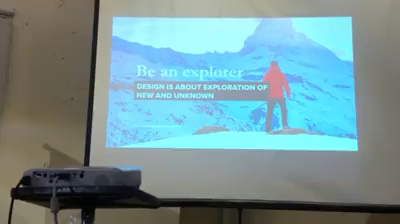 Be an explorer
DESIGN IS ABOUT EXPLORATION OF
NEW AND UNKNOWN